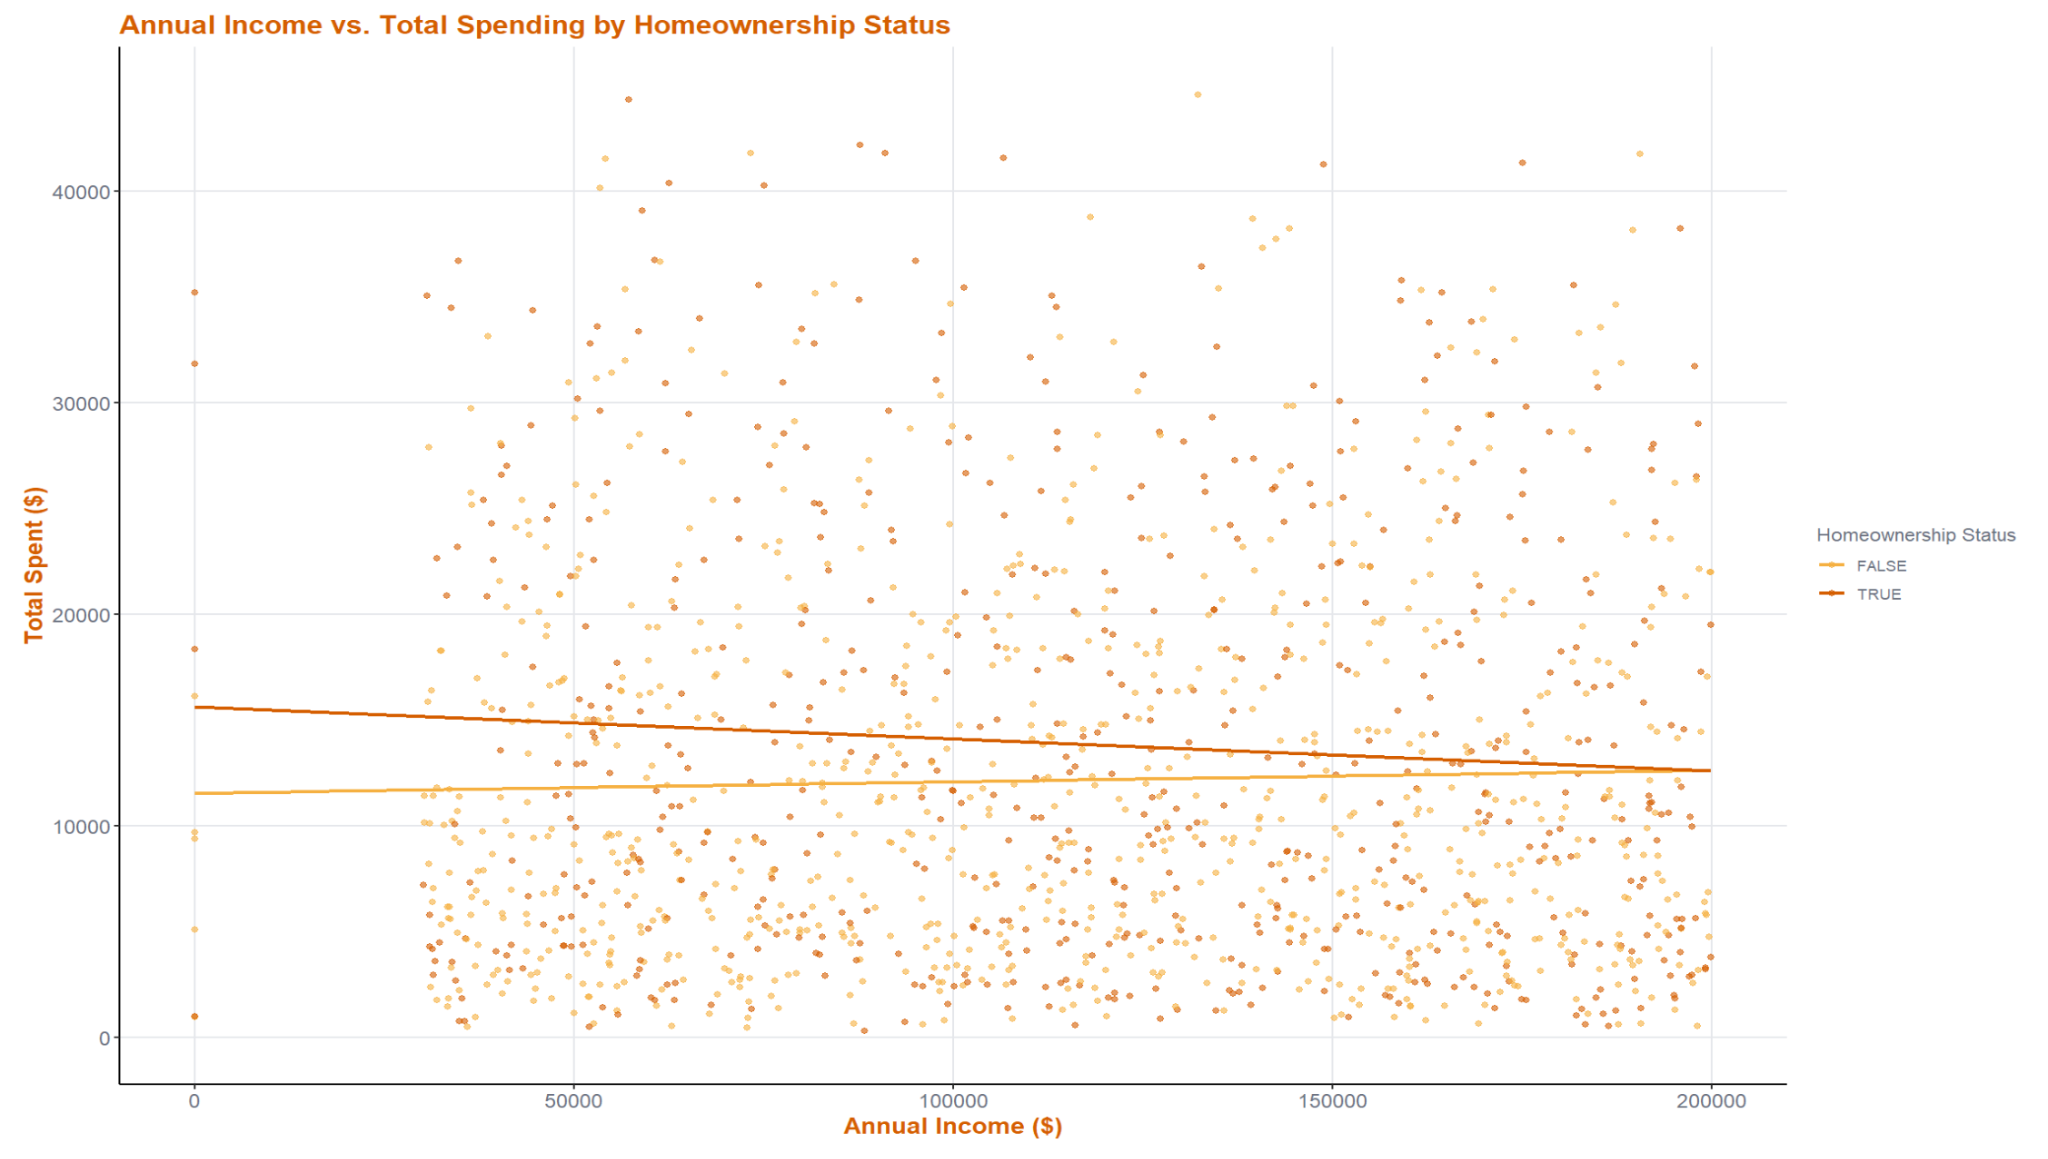 Annual Income vs. Total Spending by Homeownership Status
Total Spent ($)
40000
30000
20000
10000
0
0 50000 100000 150000 200000
Annual Income ($)
Homeownership Status
FALSE
TRUE